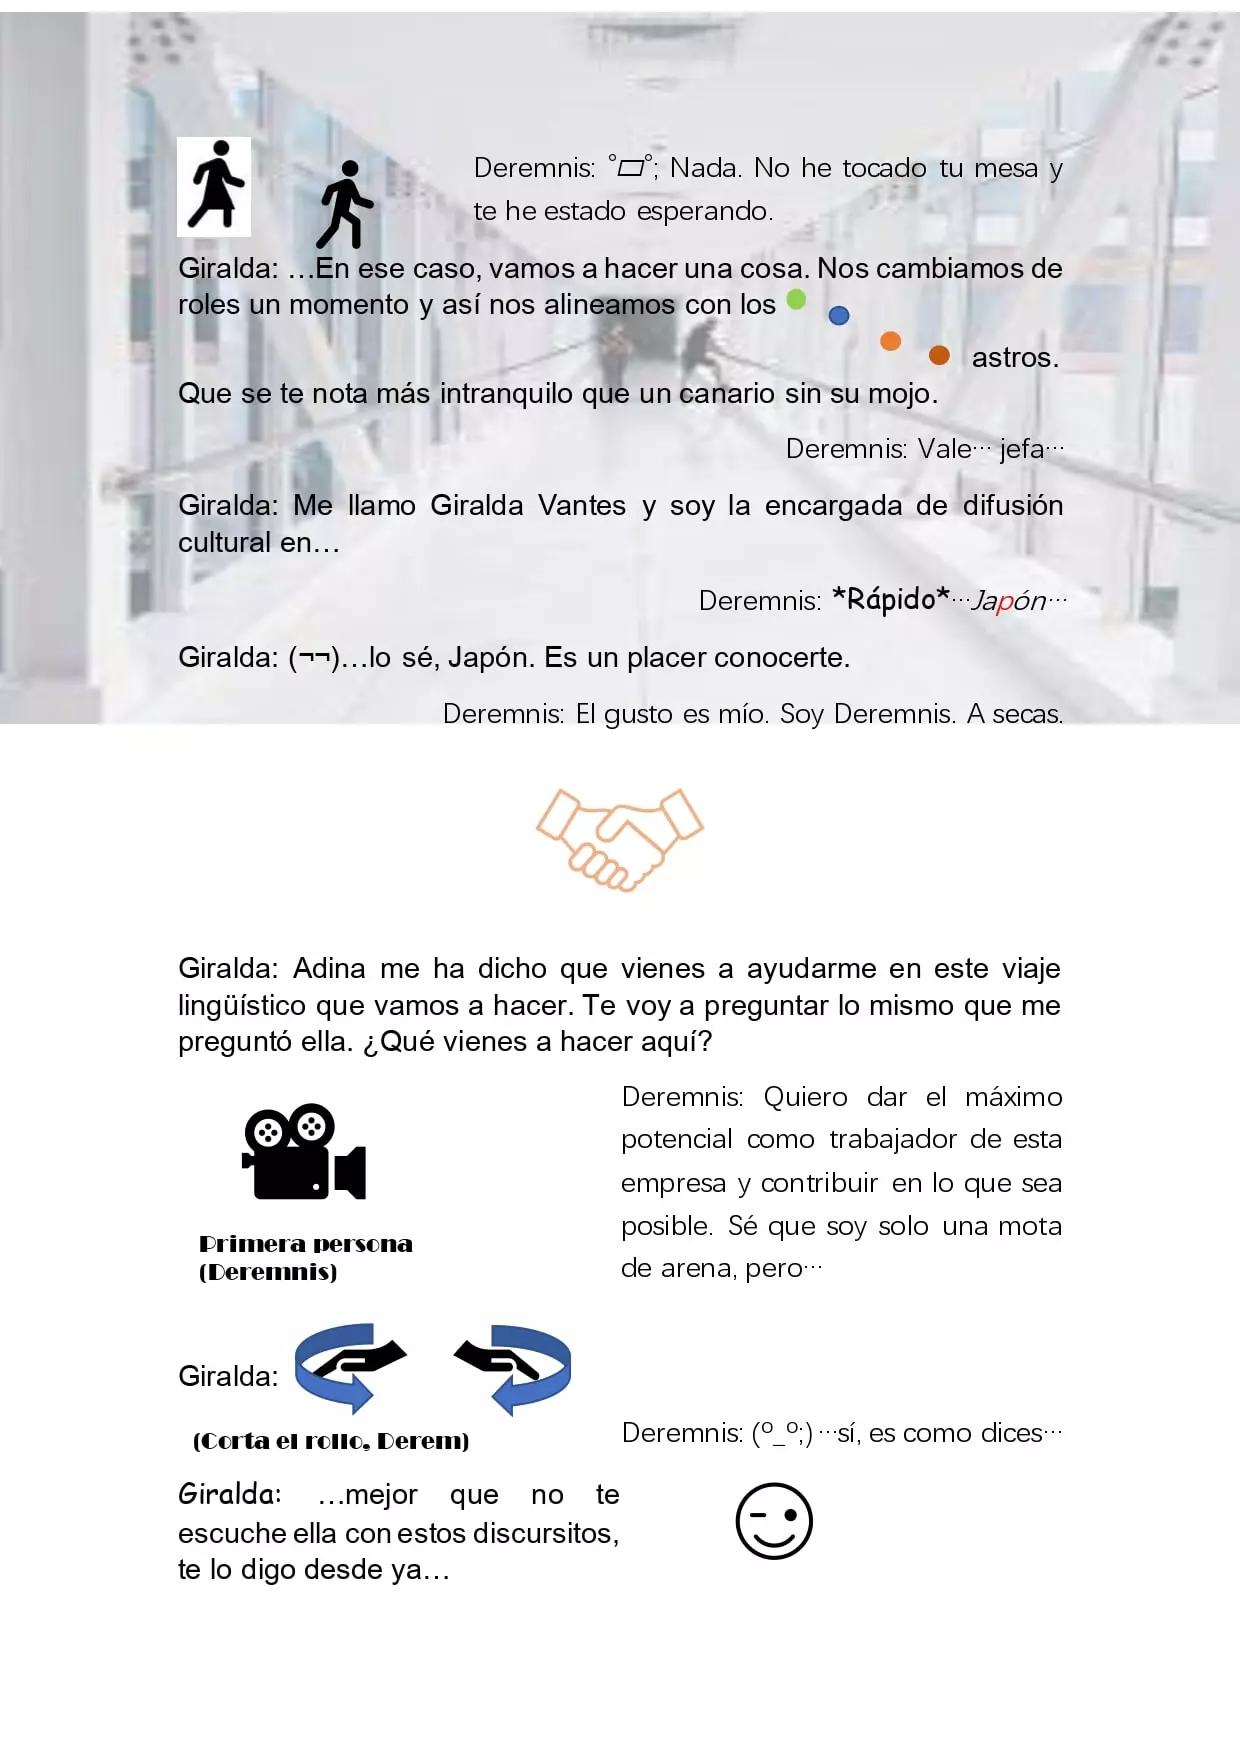 Deremnis: °▱°; Nada. No he tocado tu mesa y
te he estado esperando.
Giralda: …En ese caso, vamos a hacer una cosa. Nos cambiamos de
roles un momento y así nos alineamos con los
astros.
Que se te nota más intranquilo que un canario sin su mojo.
Deremnis: Vale… jefa…
Giralda: Me llamo Giralda Vantes y soy la encargada de difusión
cultural en…
Deremnis: *Rápido*…Japón…
Giralda: (¬¬)…lo sé, Japón. Es un placer conocerte.
Deremnis: El gusto es mío. Soy Deremnis. A secas.
Giralda: Adina me ha dicho que vienes a ayudarme en este viaje
lingüístico que vamos a hacer. Te voy a preguntar lo mismo que me
preguntó ella. ¿Qué vienes a hacer aquí?
Deremnis: Quiero dar el máximo
potencial como trabajador de esta
empresa y contribuir en lo que sea
posible. Sé que soy solo una mota
de arena, pero…
Primera persona
(Deremnis)
Giralda:
(Corta el rollo, Derem)
Deremnis: (º_º;) …sí, es como dices…
Giralda: …mejor que no te
escuche ella con estos discursitos,
te lo digo desde ya…